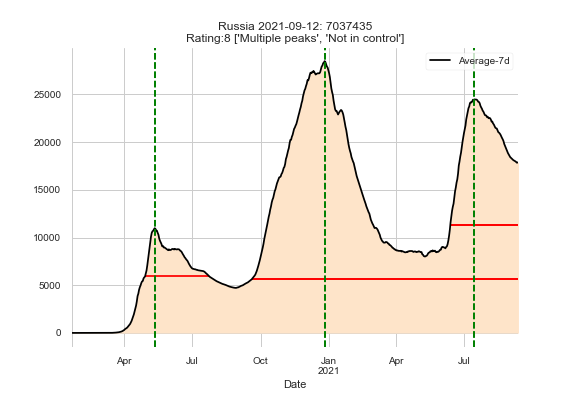 Russia 2021-09-12: 7037435
Rating:8 ['Multiple peaks', 'Not in control']
Average-7d
25000
20000
15000
10000
5000
0
Apr Jul Oct Jan Apr Jul
2021
Date